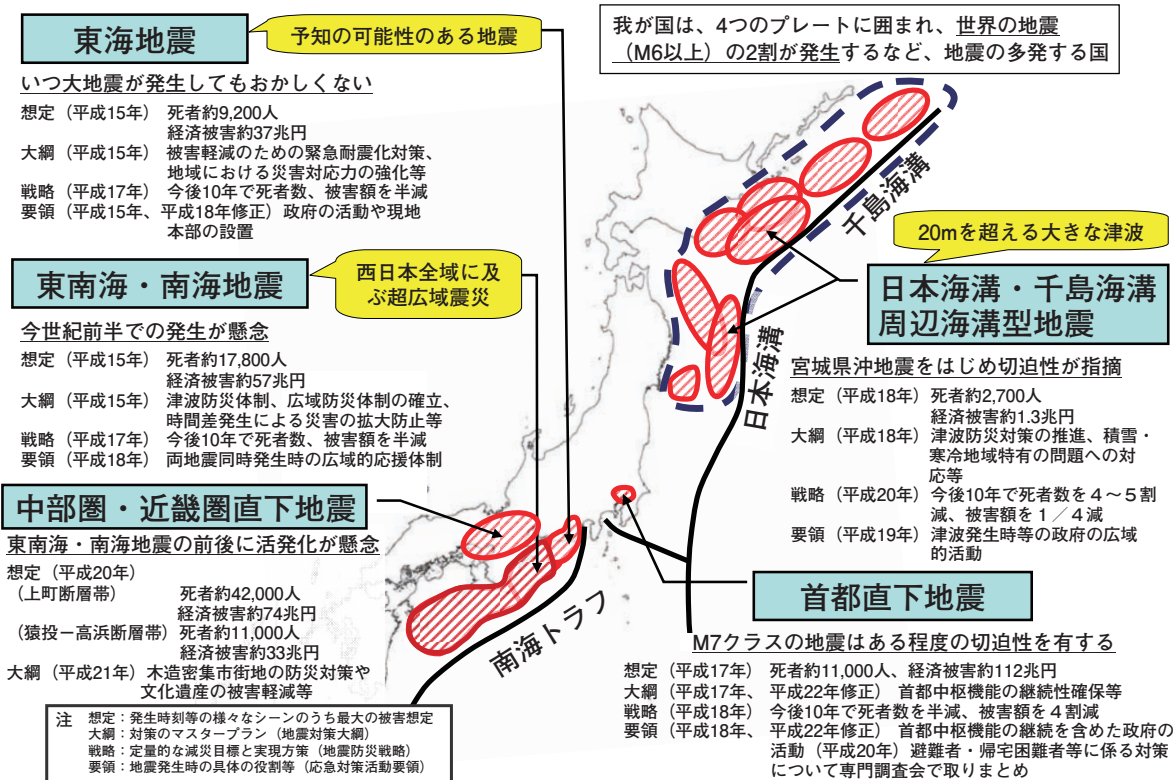 東海地震
予知の可能性のある地震
いつ大地震が発生してもおかしくない
想定（平成15年） 死者約9,200人
経済被害約37兆円
大綱（平成15年） 被害軽減のための緊急耐震化対策、
地域における災害対応力の強化等
戦略（平成17年） 今後10年で死者数、被害額を半減
要領（平成15年、平成18年修正）政府の活動や現地
本部の設置
我が国は、4つのプレートに囲まれ、世界の地震
（M6以上）の2割が発生するなど、地震の多発する国
東南海・南海地震
西日本全域に及
ぶ超広域震災
今世紀前半での発生が懸念
想定（平成15年） 死者約17,800人
経済被害約57兆円
大綱（平成15年） 津波防災体制、広域防災体制の確立、
時間差発生による災害の拡大防止等
戦略（平成17年） 今後10年で死者数、被害額を半減
要領（平成18年） 両地震同時発生時の広域的応援体制
千島海溝
20mを超える大きな津波
日本海溝・千島海溝
周辺海溝型地震
日本海溝
宮城県沖地震をはじめ切迫性が指摘
想定（平成18年）死者約2,700人
経済被害約1.3兆円
大綱（平成18年）津波防災対策の推進、積雪・
寒冷地域特有の問題への対
応等
戦略（平成20年）今後10年で死者数を４～５割
減、被害額を１／４減
要領（平成19年）津波発生時等の政府の広域
的活動
中部圏・近畿圏直下地震
東南海・南海地震の前後に活発化が懸念
想定（平成20年）
（上町断層帯） 死者約42,000人
経済被害約74兆円
（猿投－高浜断層帯）死者約11,000人
経済被害約33兆円
大綱（平成21年）木造密集市街地の防災対策や
文化遺産の被害軽減等
南海トラフ
首都直下地震
M7クラスの地震はある程度の切迫性を有する
想定（平成17年） 死者約11,000人、経済被害約112兆円
大綱（平成17年、平成22年修正） 首都中枢機能の継続性確保等
戦略（平成18年） 今後10年で死者数を半減、被害額を４割減
要領（平成18年、平成22年修正） 首都中枢機能の継続を含めた政府の
活動（平成20年）避難者・帰宅困難者等に係る対策
について専門調査会で取りまとめ
注 想定：発生時刻等の様々なシーンのうち最大の被害想定
大綱：対策のマスタープラン（地震対策大綱）
戦略：定量的な減災目標と実現方策（地震防災戦略）
要領：地震発生時の具体の役割等（応急対策活動要領）